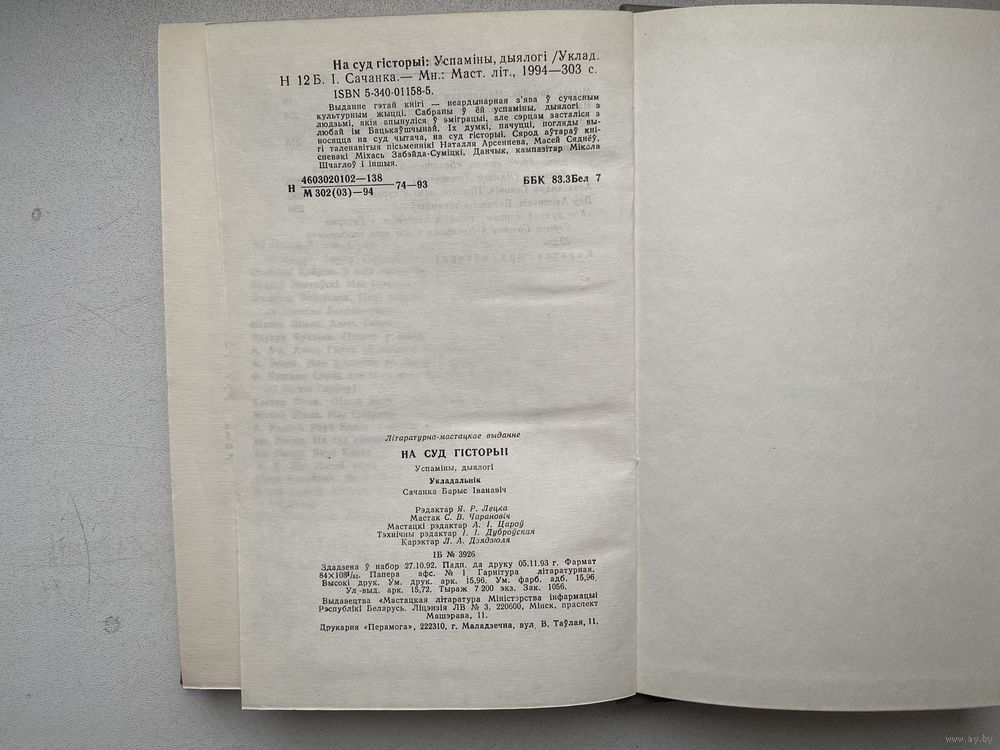 На суд гісторыі: Успаміны, дыялогі /Уклад.
Н 12 Б. І. Сачанка.— Мн.: Маст. літ., 1994—303 с.
ISBN 5-340-01158-5.
Выданне гэтай кнігі — неардынарная з'ява ў сучасным
культурным жыцці. Сабраны ў ёй успаміны, дыялогі з
людзьмі, якія апынуліся ў эміграцыі, але сэрцам засталіся з
любай ім Бацькаўшчынай. Іх думкі, пачуцці, погляды вы-
носяцца на суд чытача, на суд гісторыі. Сярод аўтараў кні-
гі таленавітыя пісьменнікі Наталля Арсеннева, Масей Сяднёў,
спевакі Міхась Забэйда-Суміцкі, Данчык, кампазітар Мікола
Шчаглоў і іншыя.
Н 4603020102—138
М 302(03)—94 74—93 ББК 83.3Бел 7
Літаратурна-мастацкае выданне
НА СУД ГІСТОРЫІ
Успаміны, дыялогі
Укладальнік
Сачанка Барыс Іванавіч
Рэдактар Я. Р. Лецка
Мастак С. В. Чарановіч
Мастацкі рэдактар А. І. Цароў
Тэхнічны рэдактар І. І. Дуброўская
Карэктар Л. А. Дзядзюля
ІБ № 3926
Здадзена ў набор 27.10.92. Падп. да друку 05.11.93 г. Фармат
84×108¹/₃₂. Папера афс. № 1 Гарнітура літаратурная.
Высокі друк. Ум. друк. арк. 15,96. Ум. фарб. адб. 15,96.
Ул-выд. арк. 15,72. Тыраж 7 200 экз. Зак. 1056.
Выдавецтва «Мастацкая літаратура Міністэрства інфармацыі
Рэспублікі Беларусь. Ліцэнзія ЛВ № 3. 220600, Мінск, праспект
Машэрава, 11.
Друкарня «Перамога», 222310, г. Маладзечна, вул. В. Таўлая, 11.
www.ay.by